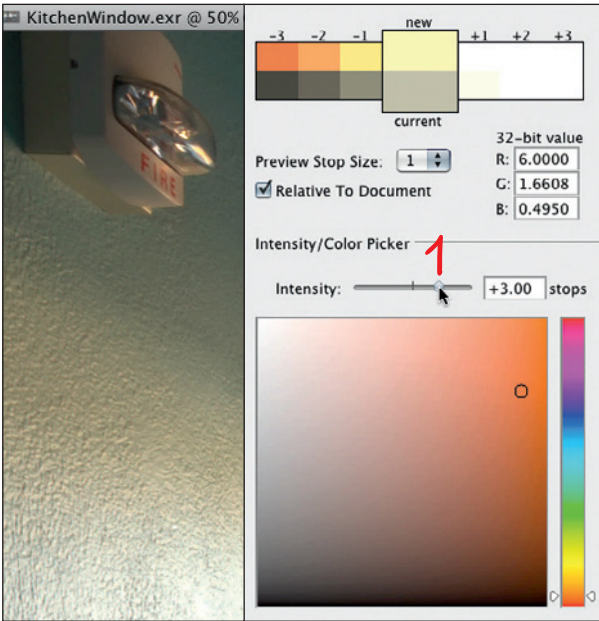 KitchenWindow.exr @ 50%
FIRE
new
-3 -2 -1 +1 +2 +3
current
32-bit value
Preview Stop Size: 1
R: 6.0000
Relative To Document
G: 1.6608
B: 0.4950
Intensity/Color Picker
1
Intensity: +3.00 stops